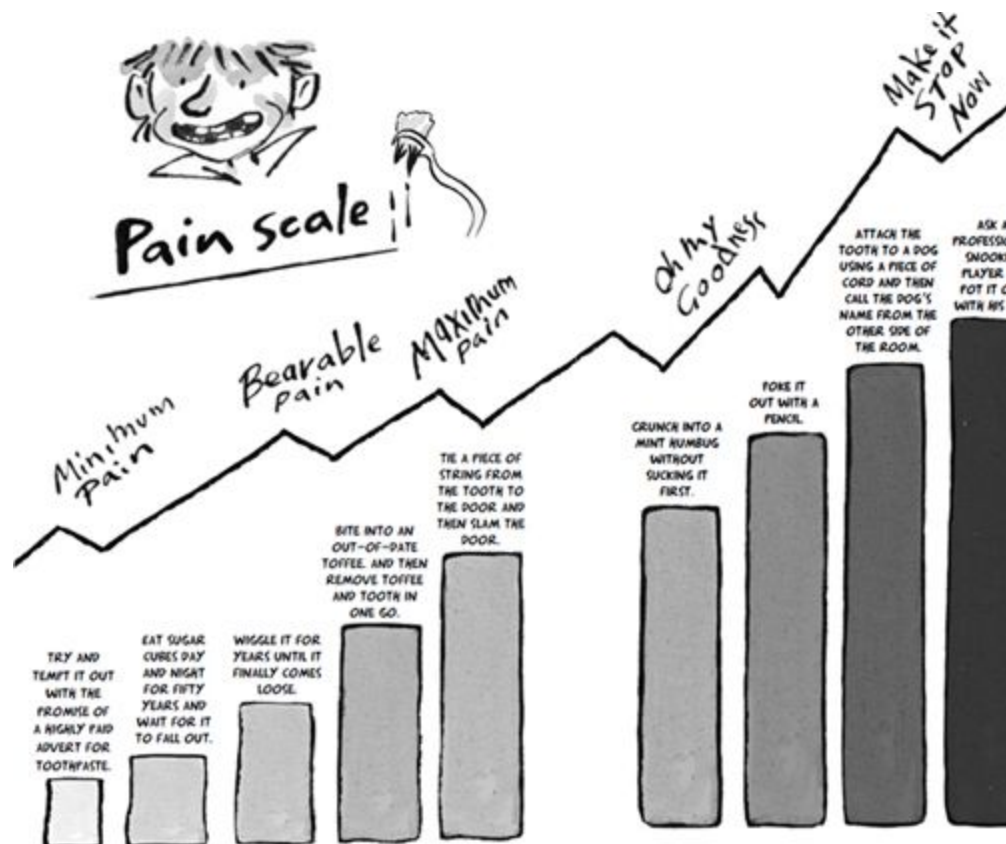 Pain scale
Minimum
pain
Bearable
pain
Maximum
pain
Oh my
Goodness
Make it
STOP
Now
TRY AND
TEMPT IT OUT
WITH THE
PROMISE OF
A HIGHLY PAID
ADVERT FOR
TOOTHPASTE.
EAT SUGAR
CUBES DAY
AND NIGHT
FOR FIFTY
YEARS AND
WAIT FOR IT
TO FALL OUT.
WIGGLE IT FOR
YEARS UNTIL IT
FINALLY COMES
LOOSE.
BITE INTO AN
OUT-OF-DATE
TOFFEE. AND THEN
REMOVE TOFFEE
AND TOOTH IN
ONE GO.
TIE A PIECE OF
STRING FROM
THE TOOTH TO
THE DOOR AND
THEN SLAM THE
DOOR.
CRUNCH INTO A
MINT HUMBUG
WITHOUT
SUCKING IT
FIRST.
POKE IT
OUT WITH A
PENCIL.
ATTACH THE
TOOTH TO A DOG
USING A PIECE OF
CORD AND THEN
CALL THE DOG'S
NAME FROM THE
OTHER SIDE OF
THE ROOM.
ASK
PLAYER
POT IT
WITH HIS